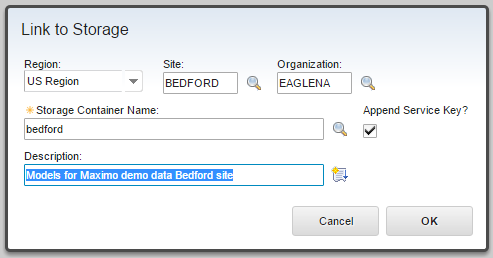 Link to Storage
Region: Site: Organization:
US Region BEDFORD EAGLENA
✳Storage Container Name: Append Service Key?
bedford
Description:
Models for Maximo demo data Bedford site
Cancel OK